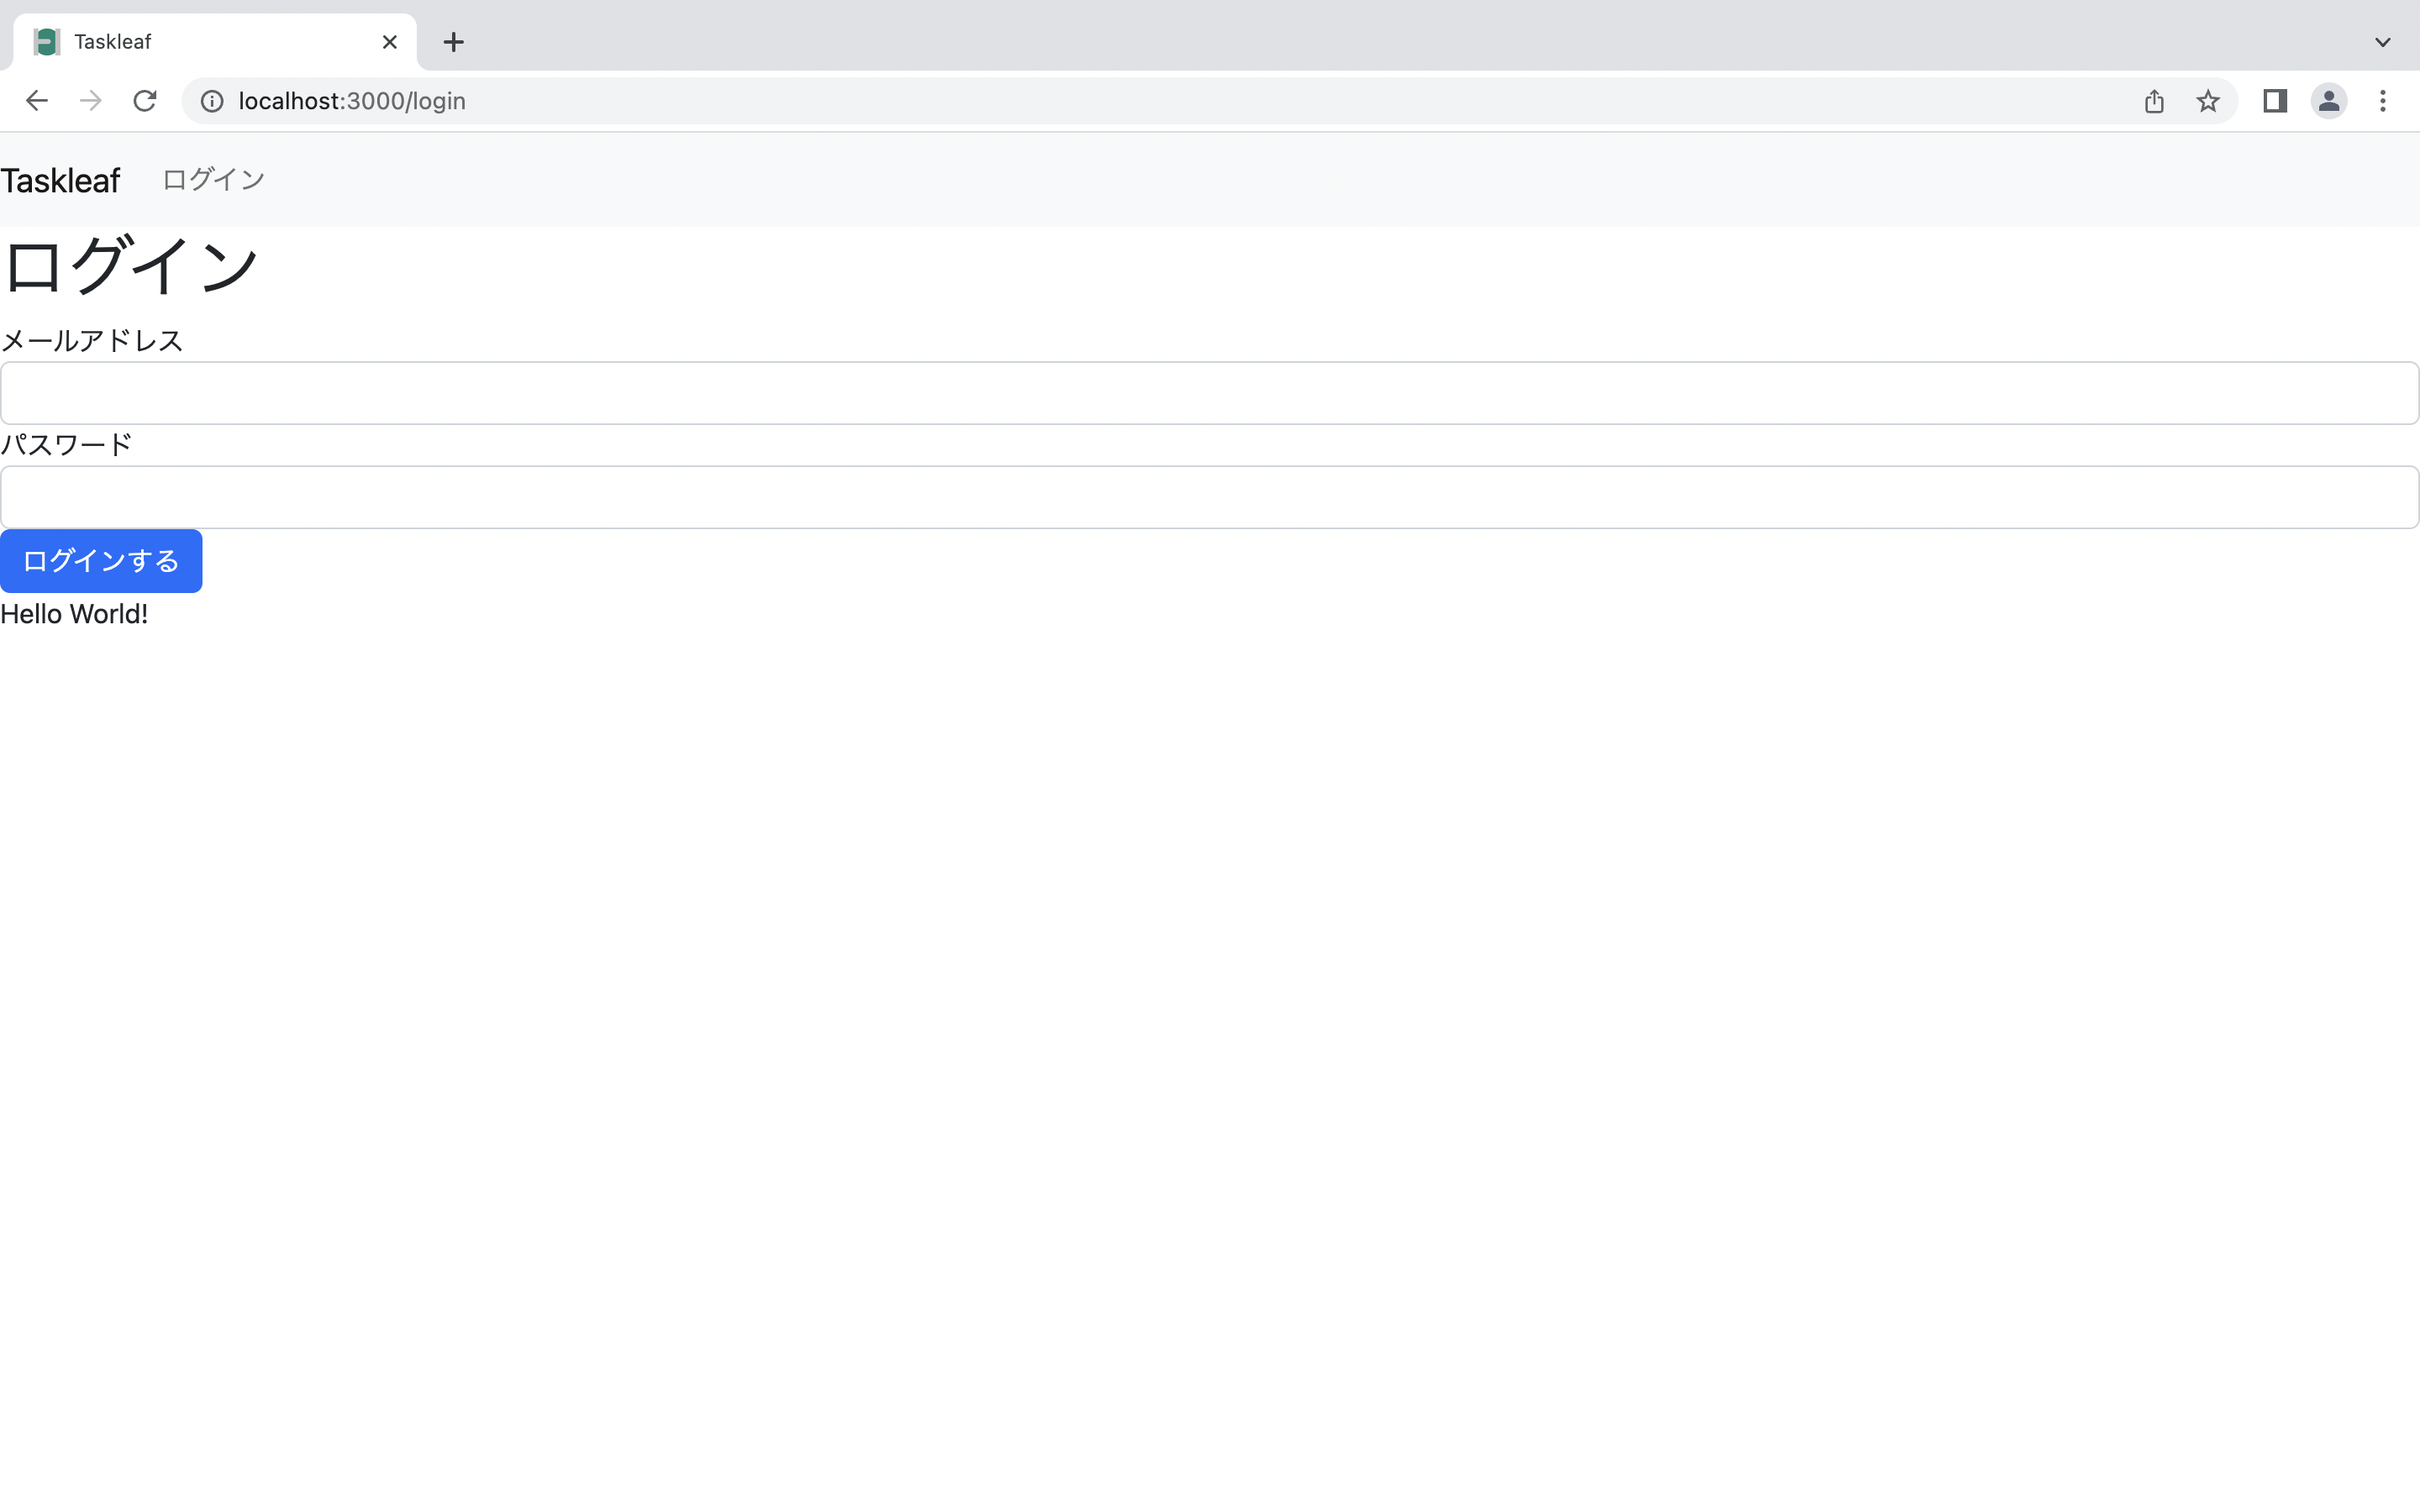 Taskleaf
localhost:3000/login
Taskleaf ログイン
ログイン
メールアドレス
パスワード
ログインする
Hello World!